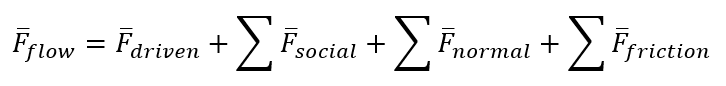 F̅_flow = F̅_driven + ∑ F̅_social + ∑ F̅_normal + ∑ F̅_friction